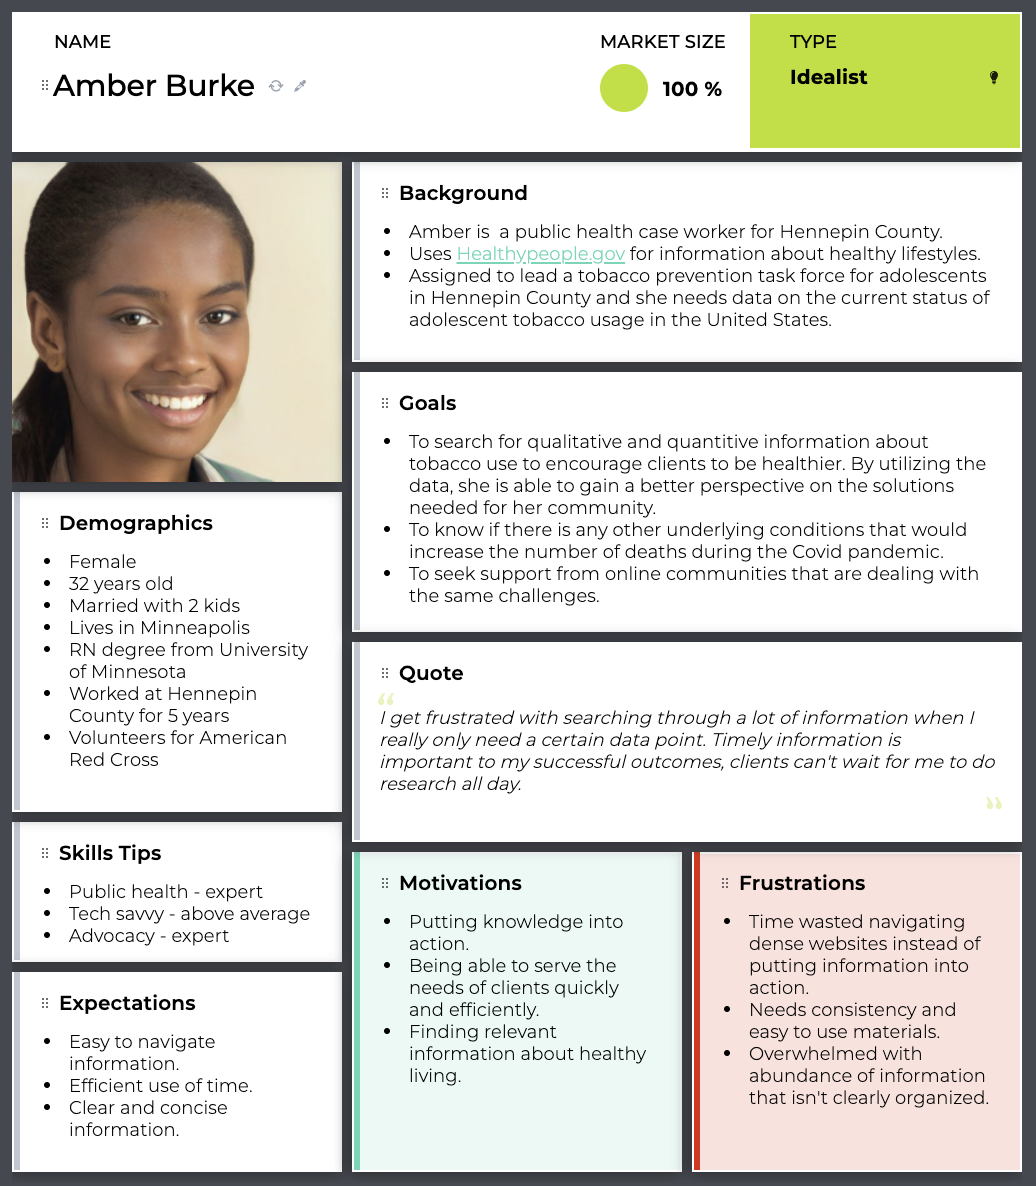 NAME
Amber Burke
MARKET SIZE
100 %
TYPE
Idealist
Background
• Amber is  a public health case worker for Hennepin County.
• Uses Healthypeople.gov for information about healthy lifestyles.
• Assigned to lead a tobacco prevention task force for adolescents
in Hennepin County and she needs data on the current status of
adolescent tobacco usage in the United States.
Goals
• To search for qualitative and quantitive information about
tobacco use to encourage clients to be healthier. By utilizing the
data, she is able to gain a better perspective on the solutions
needed for her community.
• To know if there is any other underlying conditions that would
increase the number of deaths during the Covid pandemic.
• To seek support from online communities that are dealing with
the same challenges.
Demographics
• Female
• 32 years old
• Married with 2 kids
• Lives in Minneapolis
• RN degree from University
of Minnesota
• Worked at Hennepin
County for 5 years
• Volunteers for American
Red Cross
Quote
“
I get frustrated with searching through a lot of information when I
really only need a certain data point. Timely information is
important to my successful outcomes, clients can't wait for me to do
research all day.
”
Skills Tips
• Public health - expert
• Tech savvy - above average
• Advocacy - expert
Expectations
• Easy to navigate
information.
• Efficient use of time.
• Clear and concise
information.
Motivations
• Putting knowledge into
action.
• Being able to serve the
needs of clients quickly
and efficiently.
• Finding relevant
information about healthy
living.
Frustrations
• Time wasted navigating
dense websites instead of
putting information into
action.
• Needs consistency and
easy to use materials.
• Overwhelmed with
abundance of information
that isn't clearly organized.